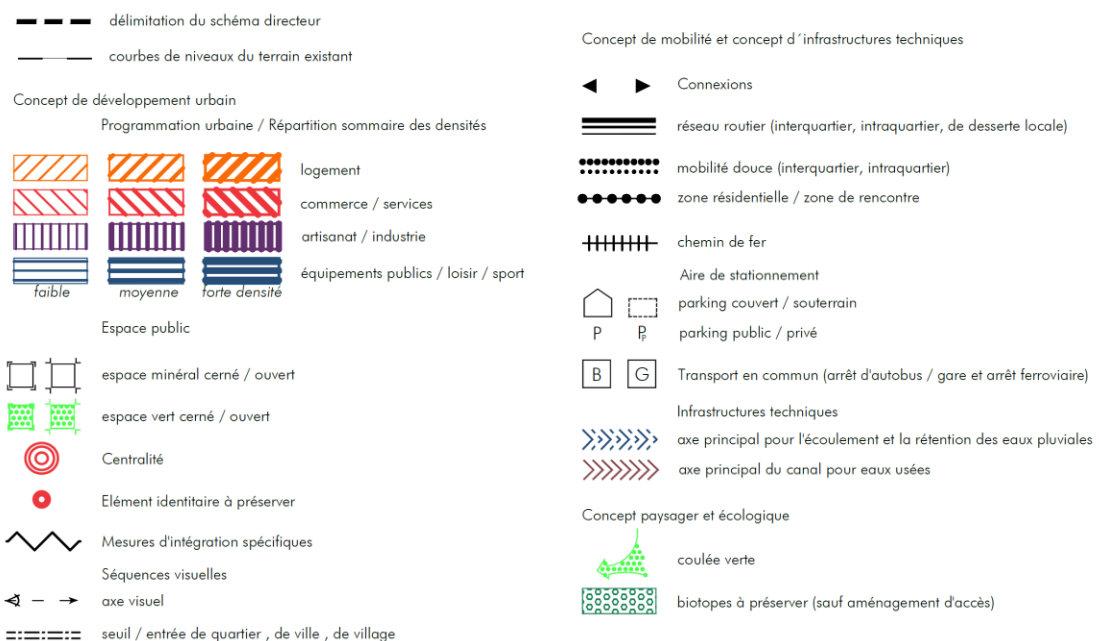 délimitation du schéma directeur
courbes de niveaux du terrain existant
Concept de développement urbain
Programmation urbaine / Répartition sommaire des densités
logement
commerce / services
artisanat / industrie
équipements publics / loisir / sport
faible moyenne forte densité
Espace public
espace minéral cerné / ouvert
espace vert cerné / ouvert
Centralité
Elément identitaire à préserver
Mesures d'intégration spécifiques
Séquences visuelles
axe visuel
seuil / entrée de quartier , de ville , de village
Concept de mobilité et concept d´infrastructures techniques
Connexions
réseau routier (interquartier, intraquartier, de desserte locale)
mobilité douce (interquartier, intraquartier)
zone résidentielle / zone de rencontre
chemin de fer
Aire de stationnement
parking couvert / souterrain
P Pp parking public / privé
B G Transport en commun (arrêt d'autobus / gare et arrêt ferroviaire)
Infrastructures techniques
axe principal pour l'écoulement et la rétention des eaux pluviales
axe principal du canal pour eaux usées
Concept paysager et écologique
coulée verte
biotopes à préserver (sauf aménagement d'accès)